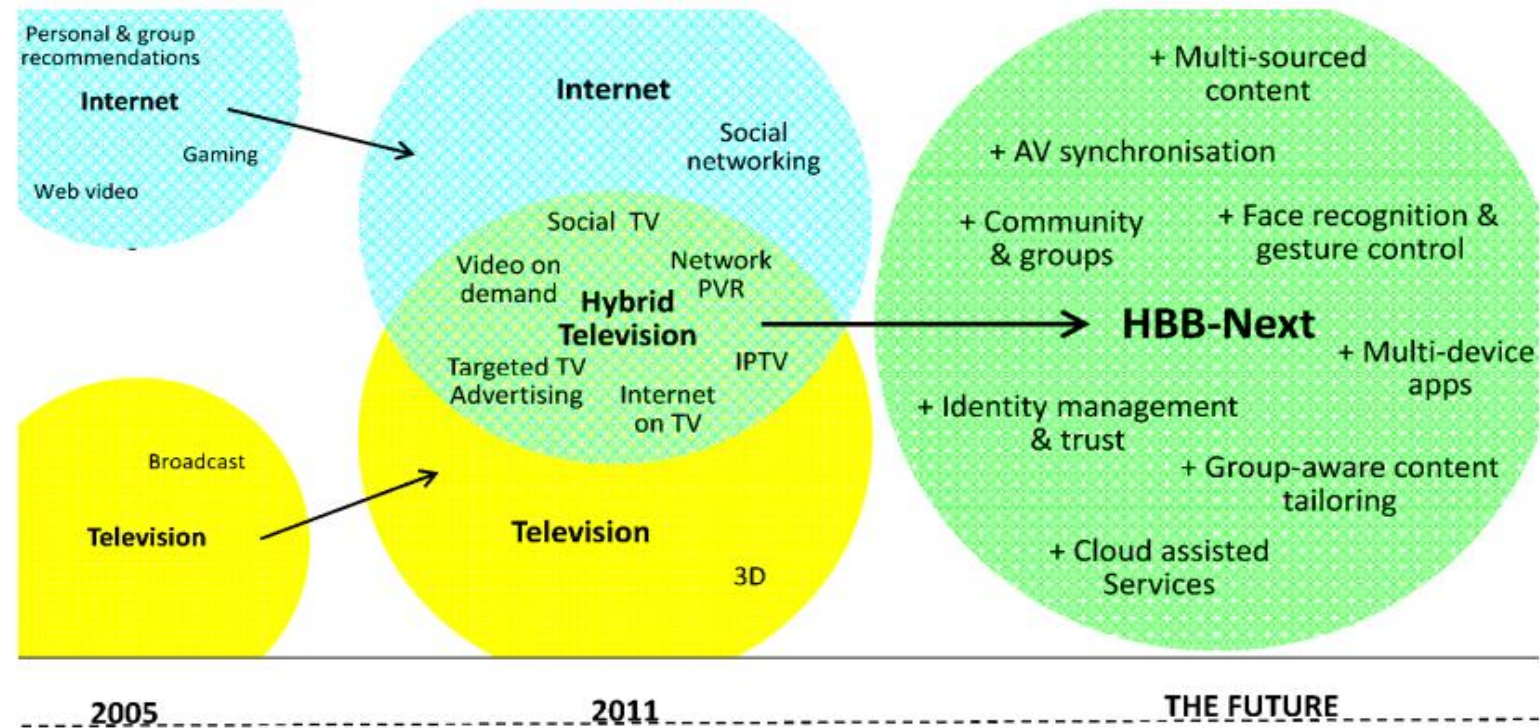 Personal & group
recommendations
Internet
Gaming
Web video
Broadcast
Television
Internet
Social
networking
Social TV
Video on
demand
Network
PVR
Hybrid
Television
Targeted TV
Advertising
IPTV
Internet
on TV
Television
3D
+ Multi-sourced
content
+ AV synchronisation
+ Community
& groups
+ Face recognition &
gesture control
HBB-Next
+ Multi-device
apps
+ Identity management
& trust
+ Group-aware content
tailoring
+ Cloud assisted
Services
2005
2011
THE FUTURE